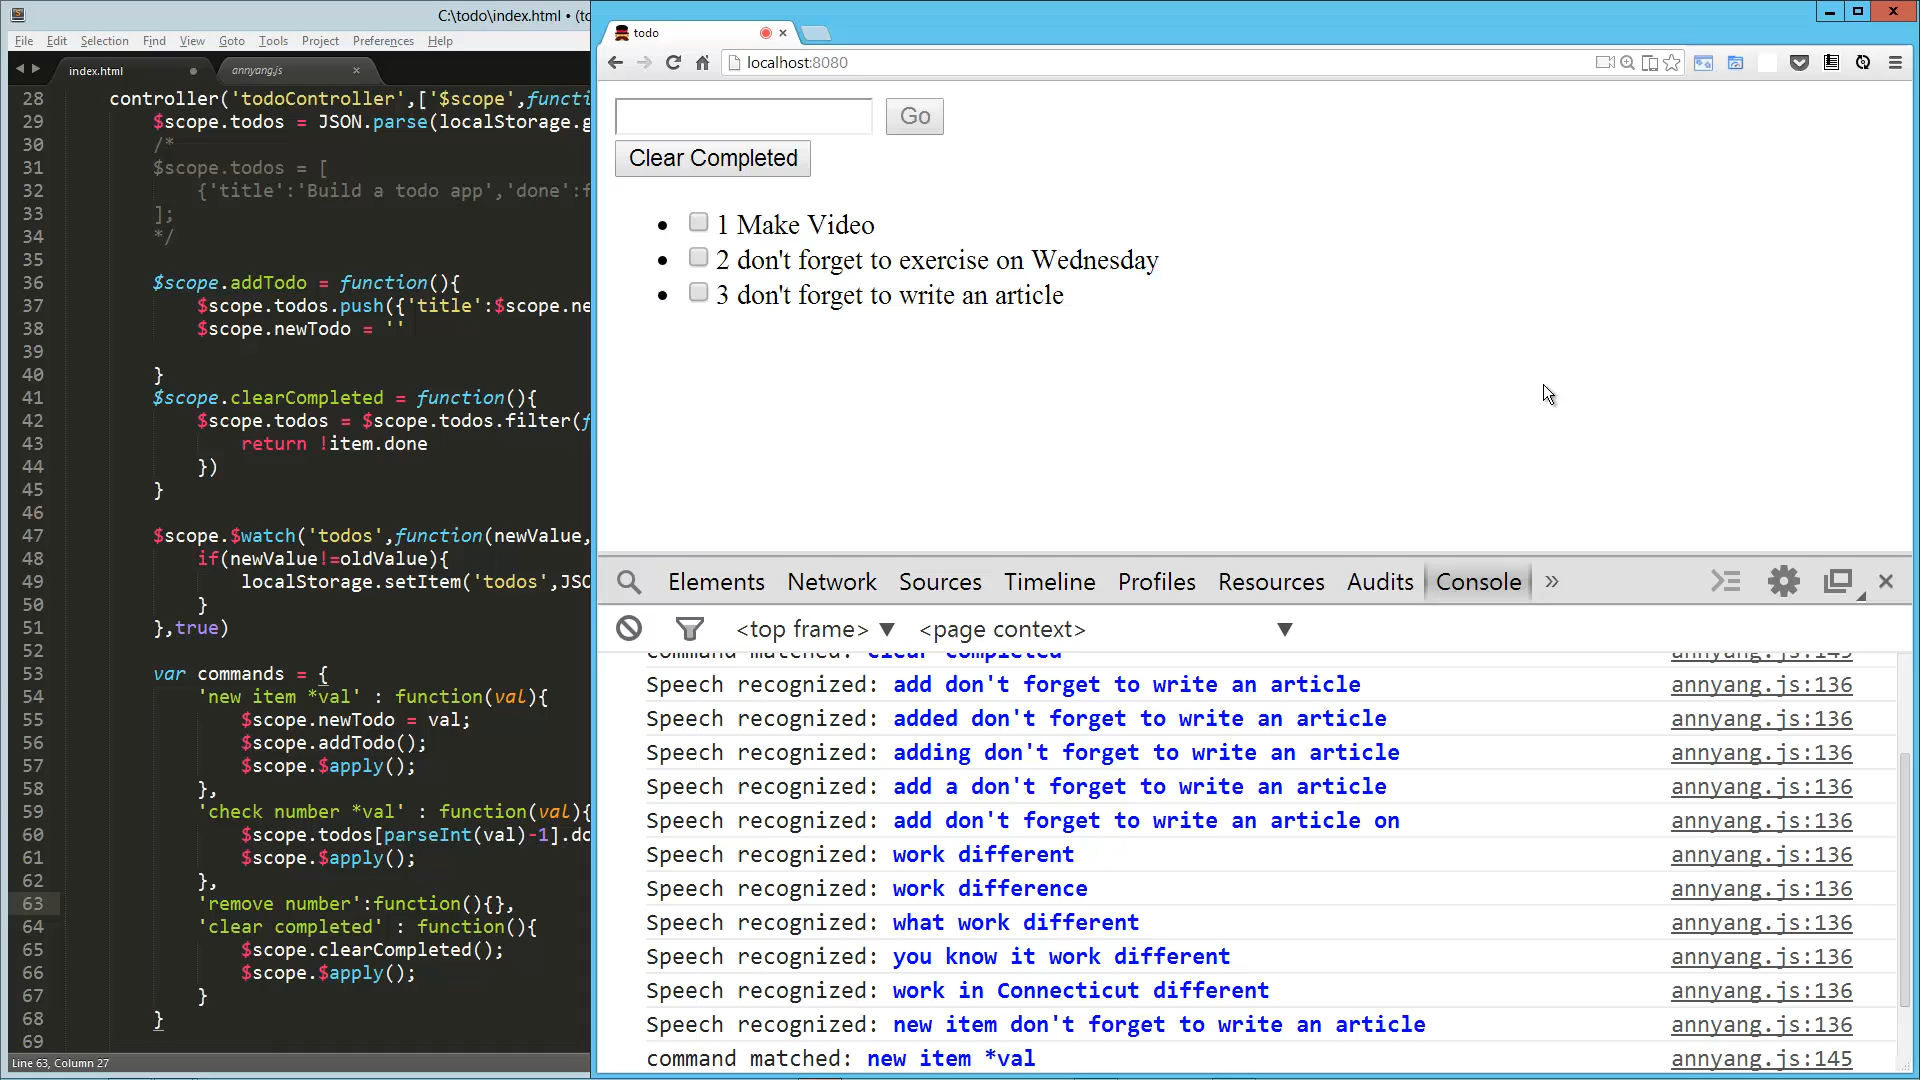 C:\todo\index.html • (to
File Edit Selection Find View Goto Tools Project Preferences Help
index.html
annyang.js
28 controller('todoController',['$scope',functi
29 $scope.todos = JSON.parse(localStorage.g
30 /*
31 $scope.todos = [
32 {'title':'Build a todo app','done':f
33 ];
34 */
35
36 $scope.addTodo = function(){
37 $scope.todos.push({'title':$scope.ne
38 $scope.newTodo = ''
39
40 }
41 $scope.clearCompleted = function(){
42 $scope.todos = $scope.todos.filter(f
43 return !item.done
44 })
45 }
46
47 $scope.$watch('todos',function(newValue,
48 if(newValue!=oldValue){
49 localStorage.setItem('todos',JSO
50 }
51 },true)
52
53 var commands = {
54 'new item *val' : function(val){
55 $scope.newTodo = val;
56 $scope.addTodo();
57 $scope.$apply();
58 },
59 'check number *val' : function(val){
60 $scope.todos[parseInt(val)-1].do
61 $scope.$apply();
62 },
63 'remove number':function(){},
64 'clear completed' : function(){
65 $scope.clearCompleted();
66 $scope.$apply();
67 }
68 }
69
Line 63, Column 27
todo
localhost:8080
Go
Clear Completed
• 1 Make Video
• 2 don't forget to exercise on Wednesday
• 3 don't forget to write an article
Elements Network Sources Timeline Profiles Resources Audits Console »
<top frame> ▼ <page context> ▼
command matched: clear completed annyang.js:145
Speech recognized: add don't forget to write an article annyang.js:136
Speech recognized: added don't forget to write an article annyang.js:136
Speech recognized: adding don't forget to write an article annyang.js:136
Speech recognized: add a don't forget to write an article annyang.js:136
Speech recognized: add don't forget to write an article on annyang.js:136
Speech recognized: work different annyang.js:136
Speech recognized: work difference annyang.js:136
Speech recognized: what work different annyang.js:136
Speech recognized: you know it work different annyang.js:136
Speech recognized: work in Connecticut different annyang.js:136
Speech recognized: new item don't forget to write an article annyang.js:136
command matched: new item *val annyang.js:145